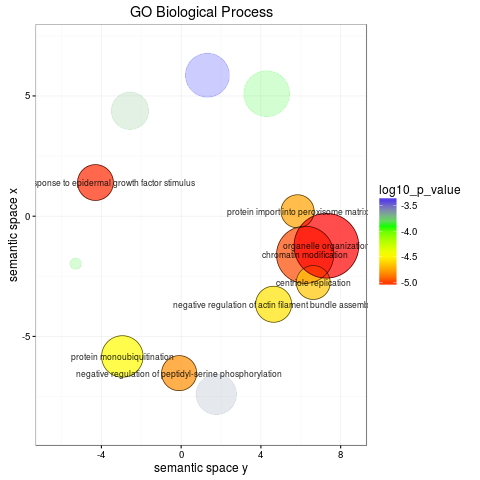 GO Biological Process
5
0
-5
semantic space x
sponse to epidermal growth factor stimulus
protein import into peroxisome matrix
organelle organization
chromatin modification
centriole replication
negative regulation of actin filament bundle assemb
protein monoubiquitination
negative regulation of peptidyl-serine phosphorylation
-4
0
4
8
semantic space y
log10_p_value
-3.5
-4.0
-4.5
-5.0